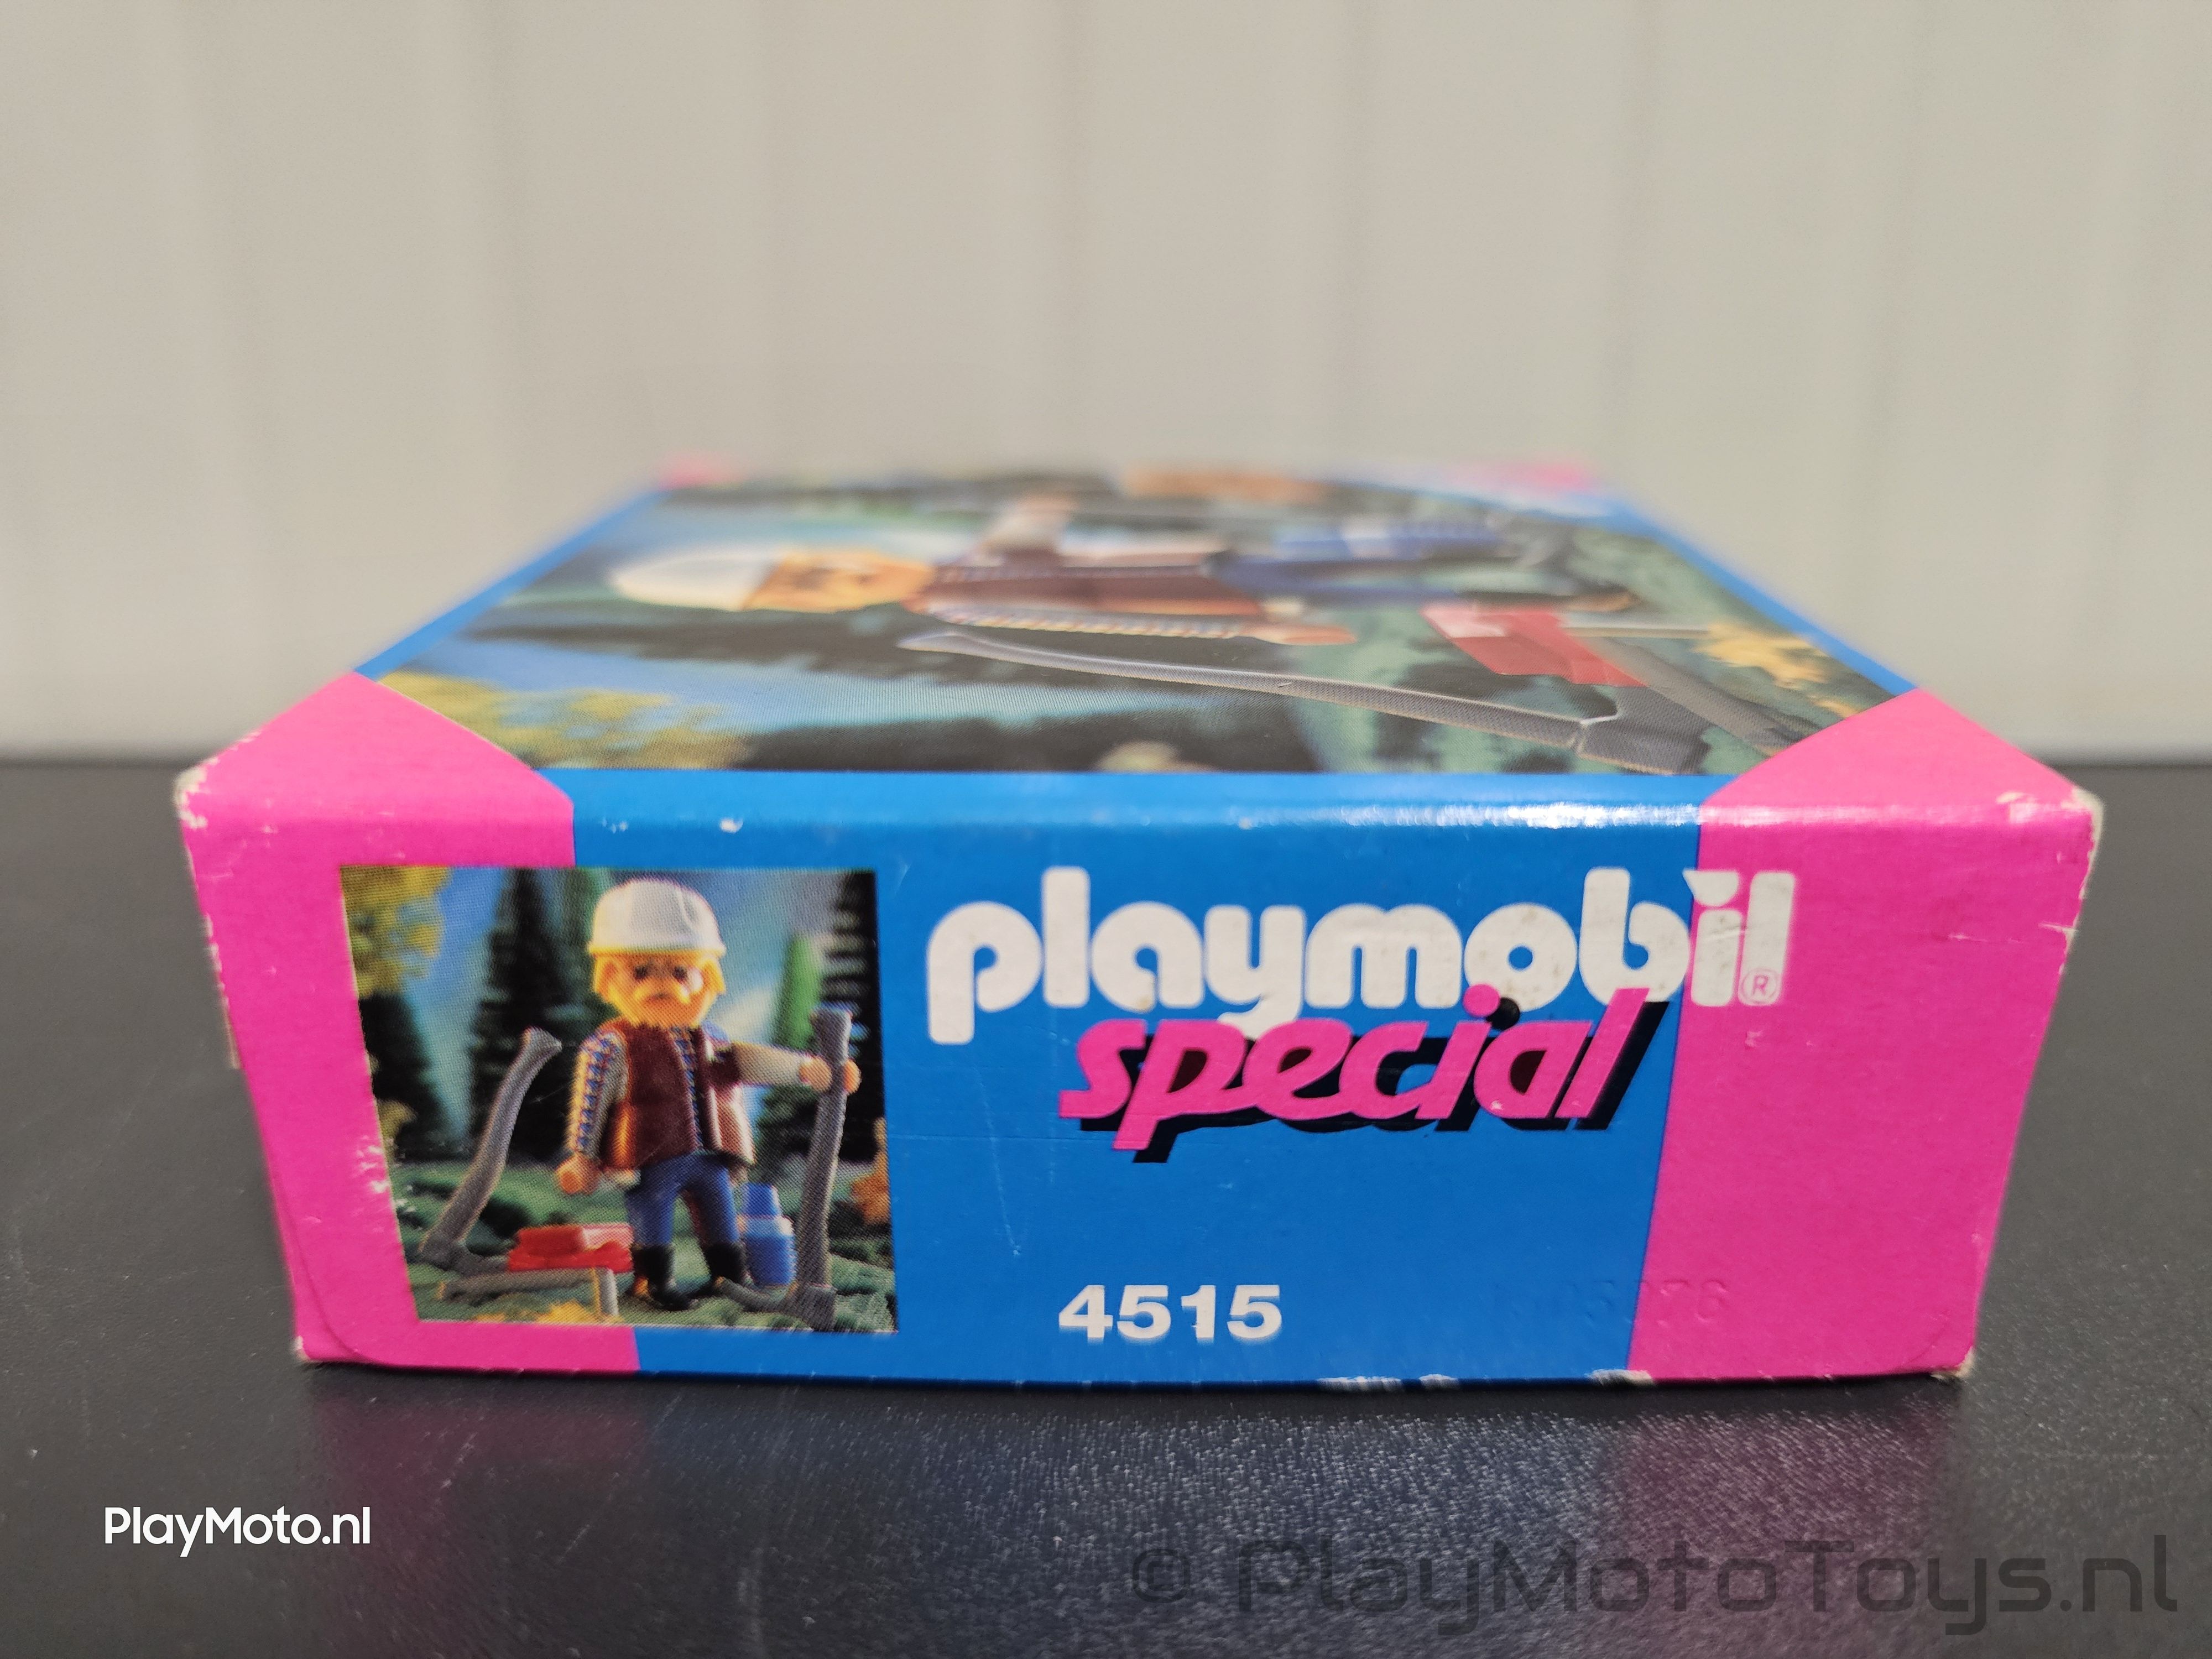 playmobil®
special
4515
PlayMoto.nl
© PlayMotoToys.nl